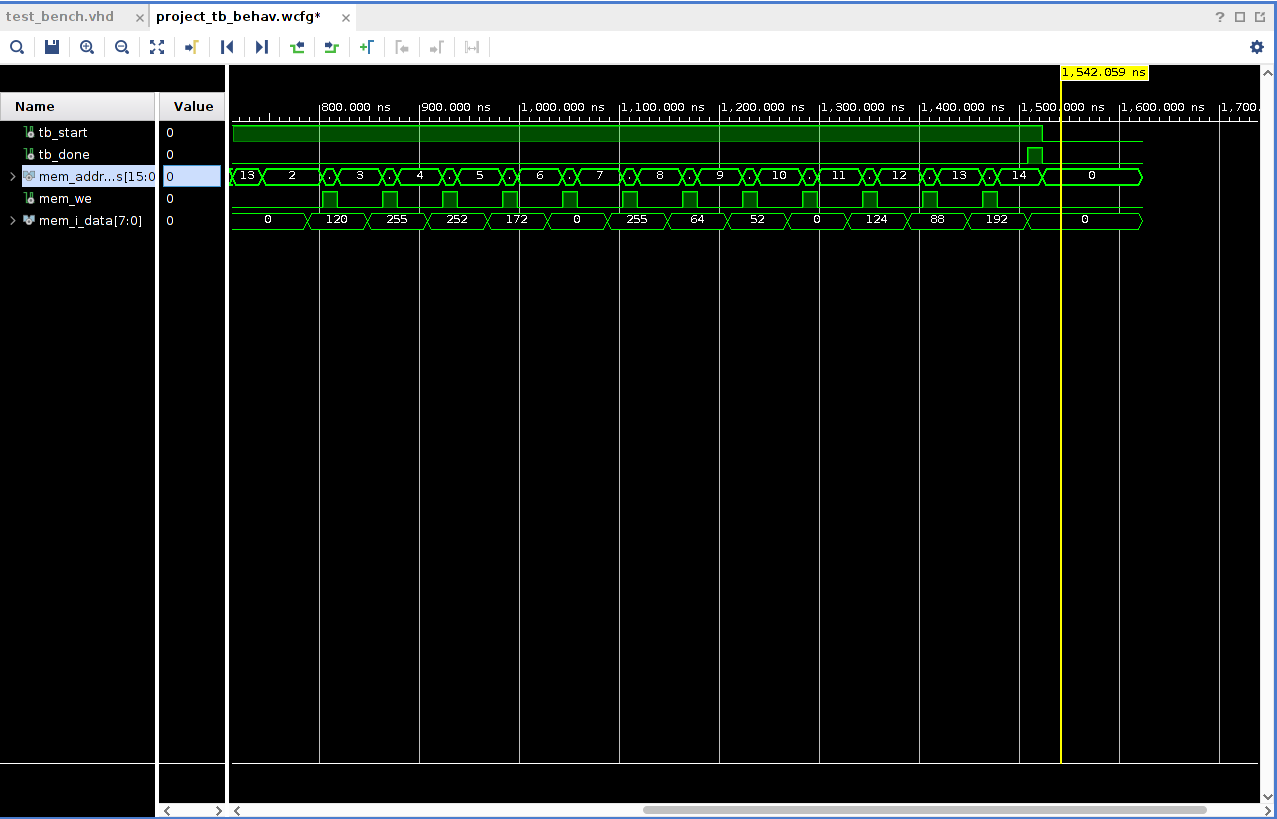 test_bench.vhd × project_tb_behav.wcfg* × ?
1,542.059 ns
Name Value
800.000 ns 900.000 ns 1,000.000 ns 1,100.000 ns 1,200.000 ns 1,300.000 ns 1,400.000 ns 1,500.000 ns 1,600.000 ns 1,700.
tb_start 0
tb_done 0
mem_addr...s[15:0 0 13 2 . 3 . 4 . 5 . 6 . 7 . 8 . 9 . 10 . 11 . 12 . 13 . 14 0
mem_we 0
mem_i_data[7:0] 0 0 120 255 252 172 0 255 64 52 0 124 88 192 0